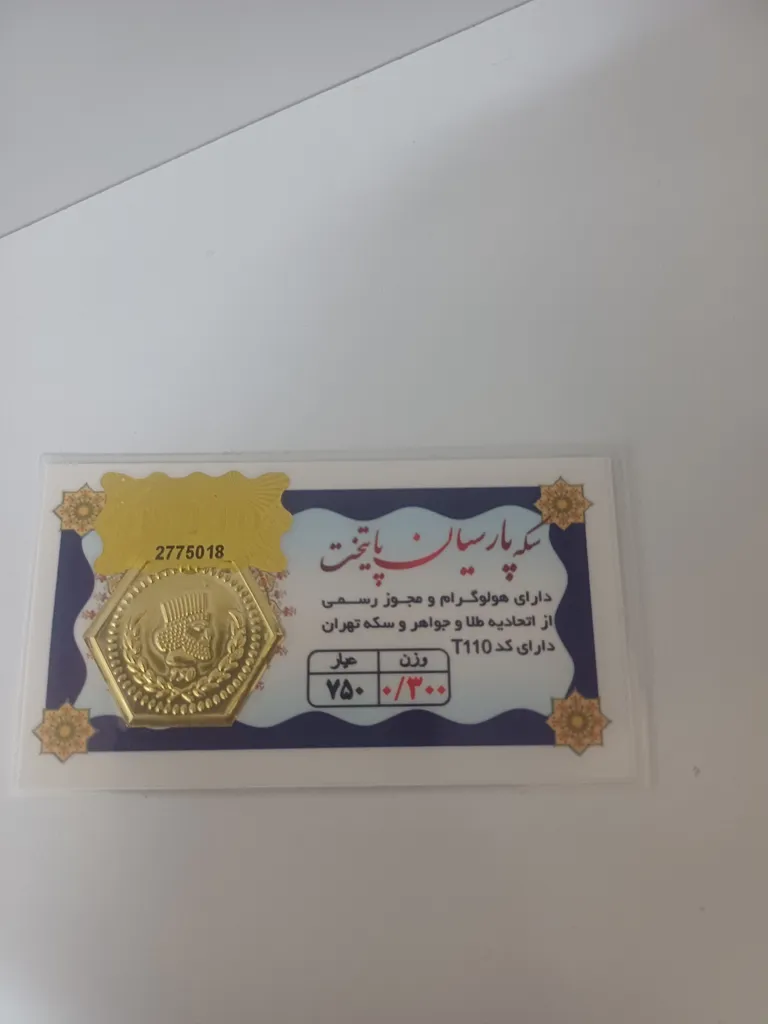 2775018
سکه پارسیان پایتخت
دارای هولوگرام و مجوز رسمی
از اتحادیه طلا و جواهر و سکه تهران
دارای کد T110
وزن عیار
۰/۳۰۰ ۷۵۰